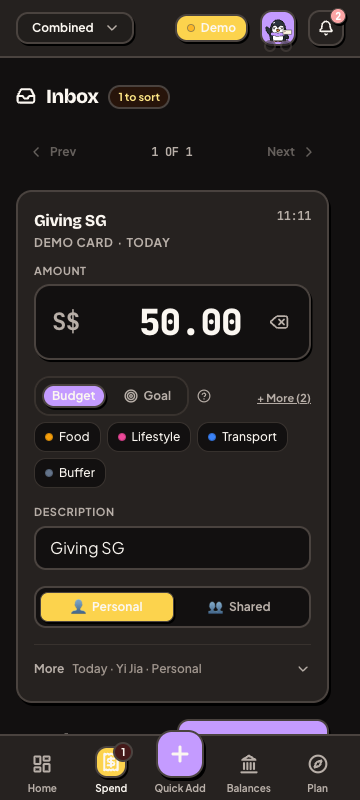 Combined
Demo
2
Inbox
1 to sort
Prev
1 OF 1
Next
Giving SG
11:11
DEMO CARD · TODAY
AMOUNT
S$
50.00
Budget
Goal
+ More (2)
Food
Lifestyle
Transport
Buffer
DESCRIPTION
Giving SG
Personal
Shared
More Today · Yi Jia · Personal
1
Home
Spend
Quick Add
Balances
Plan